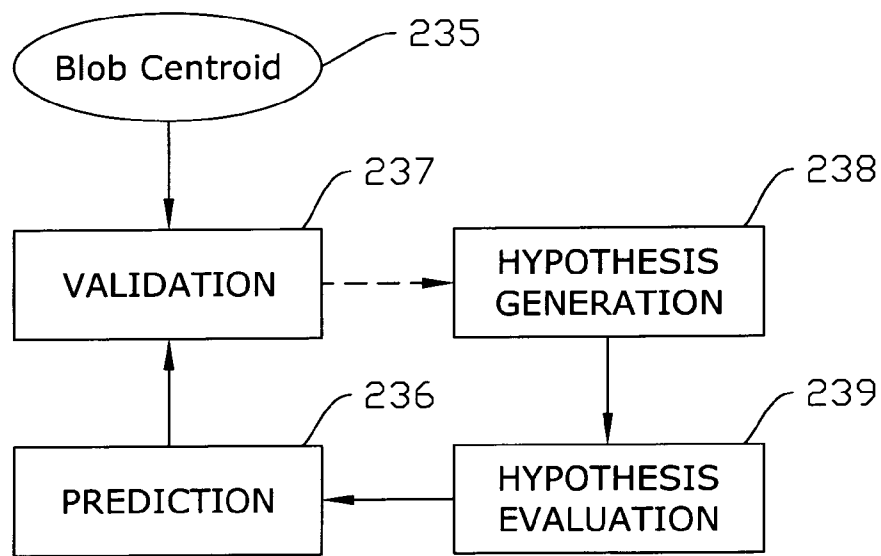 235
Blob Centroid
237
238
VALIDATION
HYPOTHESIS
GENERATION
236
239
PREDICTION
HYPOTHESIS
EVALUATION